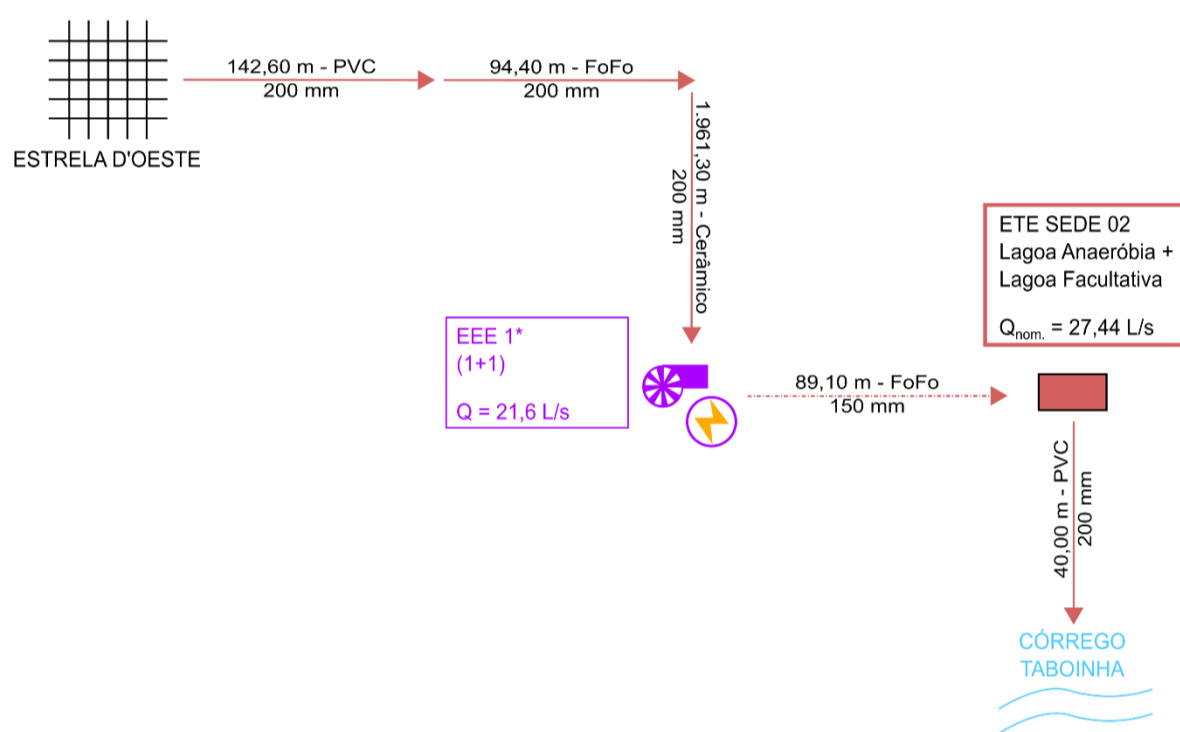 142,60 m - PVC
200 mm
94,40 m - FoFo
200 mm
ESTRELA D'OESTE
1.961,30 m - Cerâmico
200 mm
ETE SEDE 02
Lagoa Anaeróbia +
Lagoa Facultativa
Qnom. = 27,44 L/s
EEE 1*
(1+1)
Q = 21,6 L/s
89,10 m - FoFo
150 mm
40,00 m - PVC
200 mm
CÓRREGO
TABOINHA